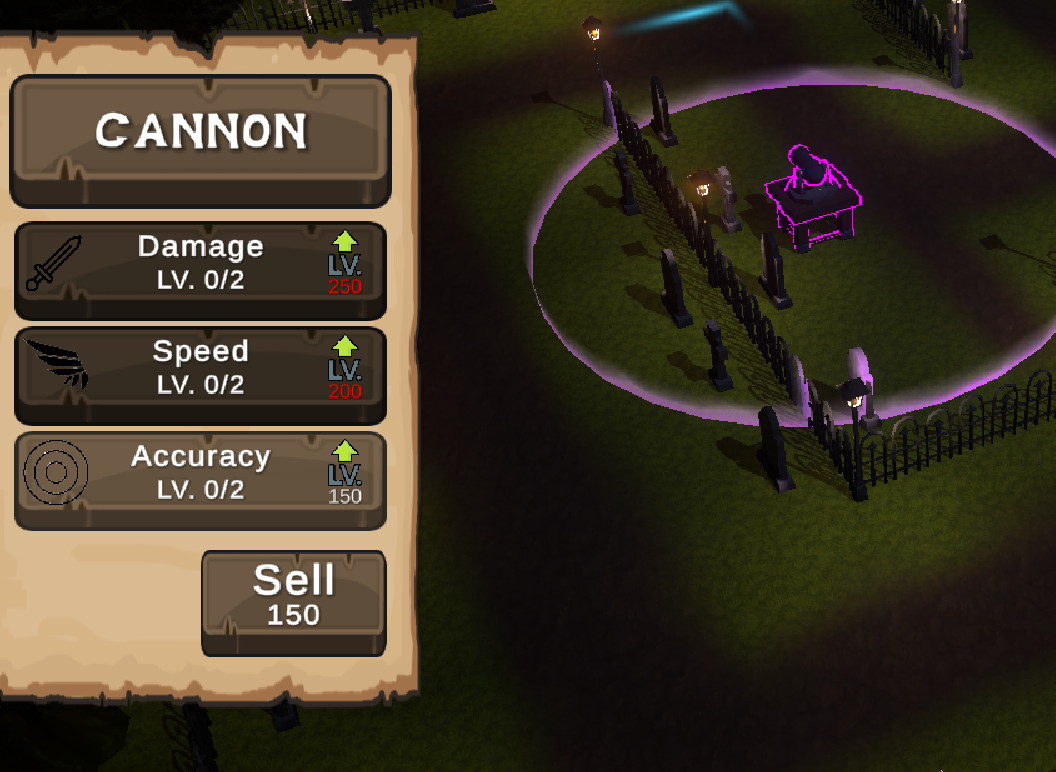 CANNON
Damage
LV. 0/2
LV.
250
Speed
LV. 0/2
LV.
200
Accuracy
LV. 0/2
LV.
150
Sell
150